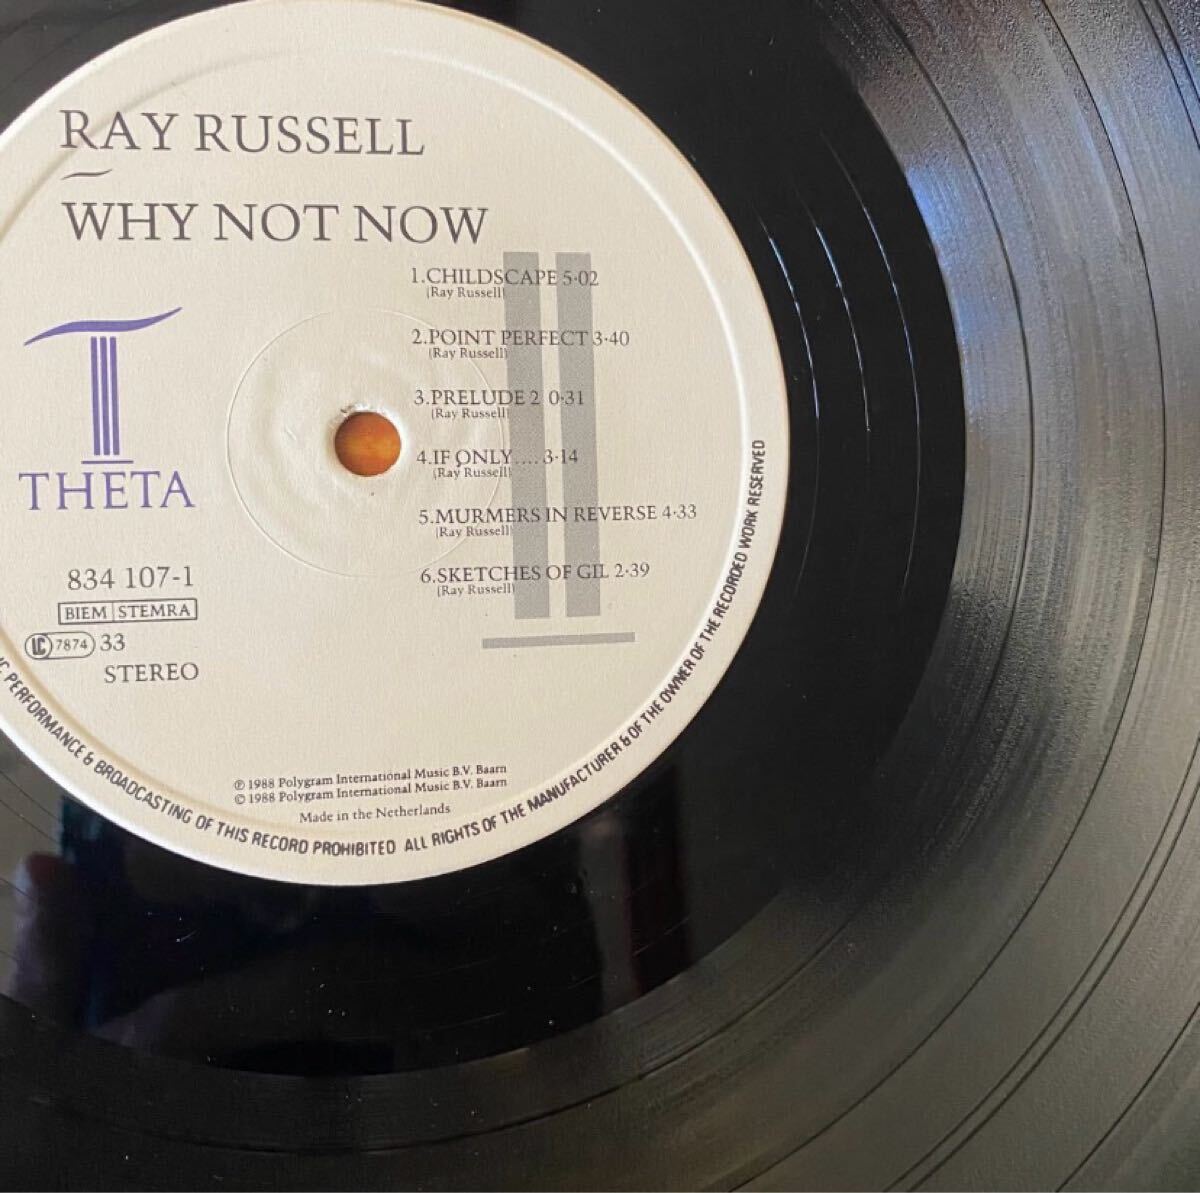 RAY RUSSELL
WHY NOT NOW
1.CHILDSCAPE 5·02
(Ray Russell)
2.POINT PERFECT 3·40
(Ray Russell)
3.PRELUDE 2 0·31
(Ray Russell)
4.IF ONLY.... 3·14
(Ray Russell)
5.MURMERS IN REVERSE 4·33
(Ray Russell)
6.SKETCHES OF GIL 2·39
(Ray Russell)
THETA
834 107-1
BIEM STEMRA
LC 7874 33
STEREO
℗ 1988 Polygram International Music B.V. Baarn
© 1988 Polygram International Music B.V. Baarn
Made in the Netherlands
PERFORMANCE & BROADCASTING OF THIS RECORD PROHIBITED ALL RIGHTS OF THE MANUFACTURER & OF THE OWNER OF THE RECORDED WORK RESERVED